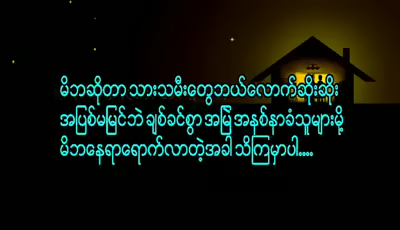 မိဘဆိုတာ သားသမီးတွေဘယ်လောက်ဆိုးဆိုး
အပြစ်မမြင်ဘဲ ချစ်ခင်စွာ အမြဲအနစ်နာခံသူများမို့
မိဘနေရာရောက်လာတဲ့အခါ သိကြမှာပါ....